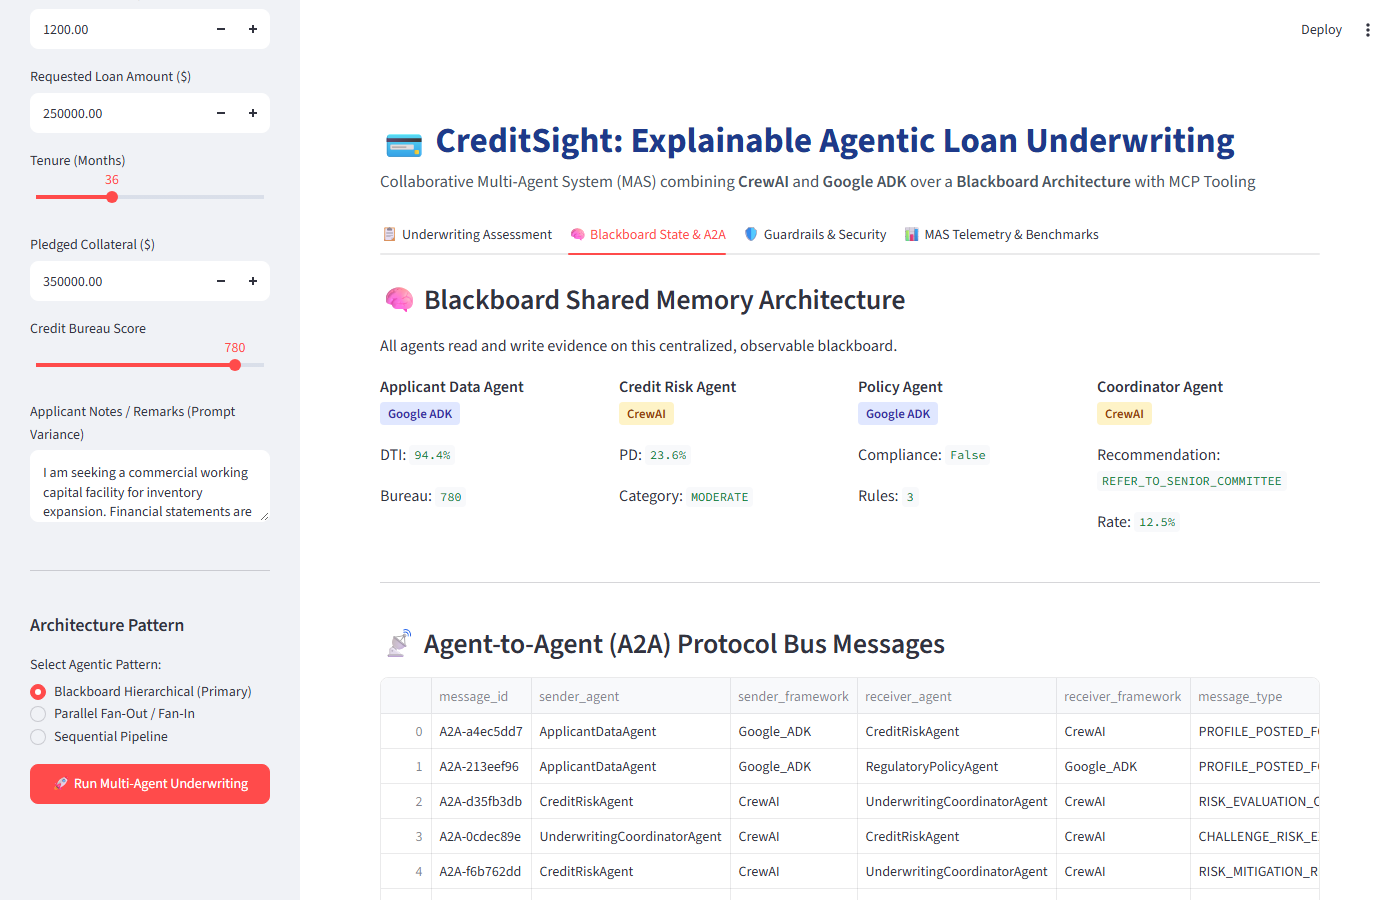 1200.00
Requested Loan Amount ($)
250000.00
Tenure (Months)
36
Pledged Collateral ($)
350000.00
Credit Bureau Score
780
Applicant Notes / Remarks (Prompt
Variance)
I am seeking a commercial working
capital facility for inventory
expansion. Financial statements are
Architecture Pattern
Select Agentic Pattern:
Blackboard Hierarchical (Primary)
Parallel Fan-Out / Fan-In
Sequential Pipeline
Run Multi-Agent Underwriting
Deploy
CreditSight: Explainable Agentic Loan Underwriting
Collaborative Multi-Agent System (MAS) combining CrewAI and Google ADK over a Blackboard Architecture with MCP Tooling
Underwriting Assessment Blackboard State & A2A Guardrails & Security MAS Telemetry & Benchmarks
Blackboard Shared Memory Architecture
All agents read and write evidence on this centralized, observable blackboard.
Applicant Data Agent
Google ADK
DTI: 94.4%
Bureau: 780
Credit Risk Agent
CrewAI
PD: 23.6%
Category: MODERATE
Policy Agent
Google ADK
Compliance: False
Rules: 3
Coordinator Agent
CrewAI
Recommendation:
REFER_TO_SENIOR_COMMITTEE
Rate: 12.5%
Agent-to-Agent (A2A) Protocol Bus Messages
message_id sender_agent sender_framework receiver_agent receiver_framework message_type
0 A2A-a4ec5dd7 ApplicantDataAgent Google_ADK CreditRiskAgent CrewAI PROFILE_POSTED_F
1 A2A-213eef96 ApplicantDataAgent Google_ADK RegulatoryPolicyAgent Google_ADK PROFILE_POSTED_F
2 A2A-d35fb3db CreditRiskAgent CrewAI UnderwritingCoordinatorAgent CrewAI RISK_EVALUATION_
3 A2A-0cdec89e UnderwritingCoordinatorAgent CrewAI CreditRiskAgent CrewAI CHALLENGE_RISK_E
4 A2A-f6b762dd CreditRiskAgent CrewAI UnderwritingCoordinatorAgent CrewAI RISK_MITIGATION_R